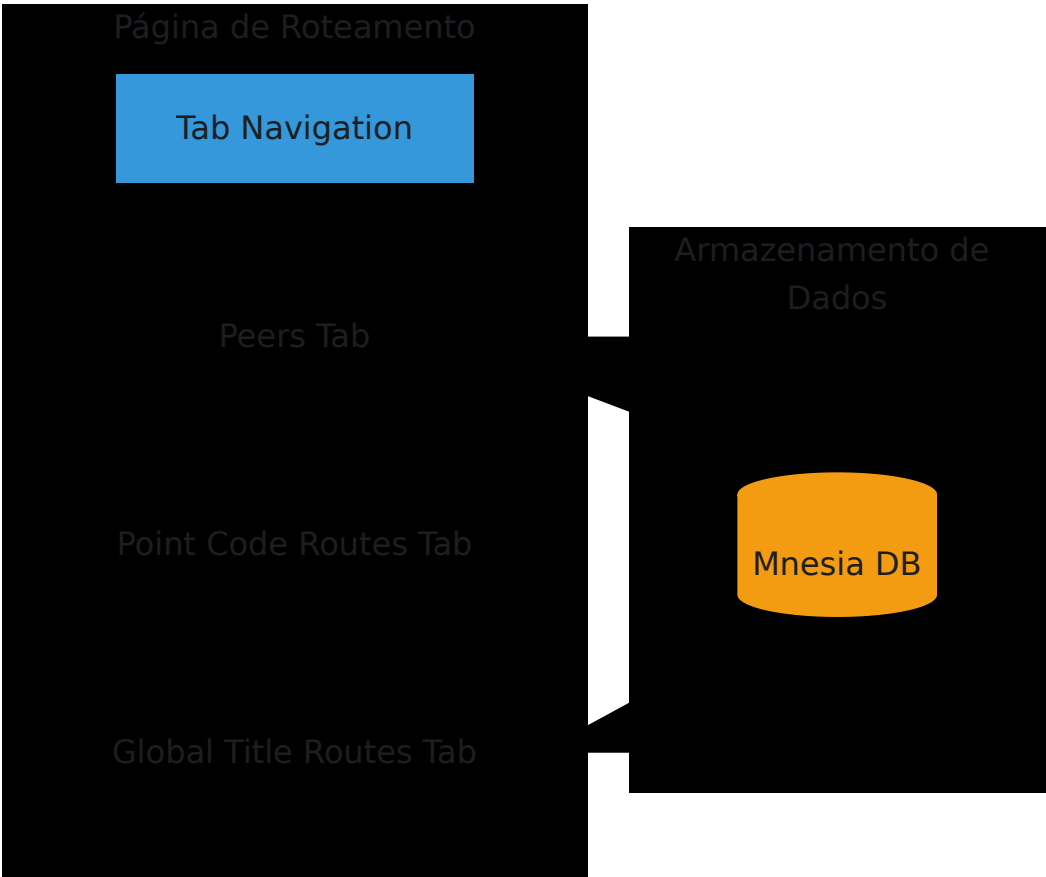 Página de Roteamento
Tab Navigation
Peers Tab
Point Code Routes Tab
Global Title Routes Tab
Armazenamento de
Dados
Mnesia DB